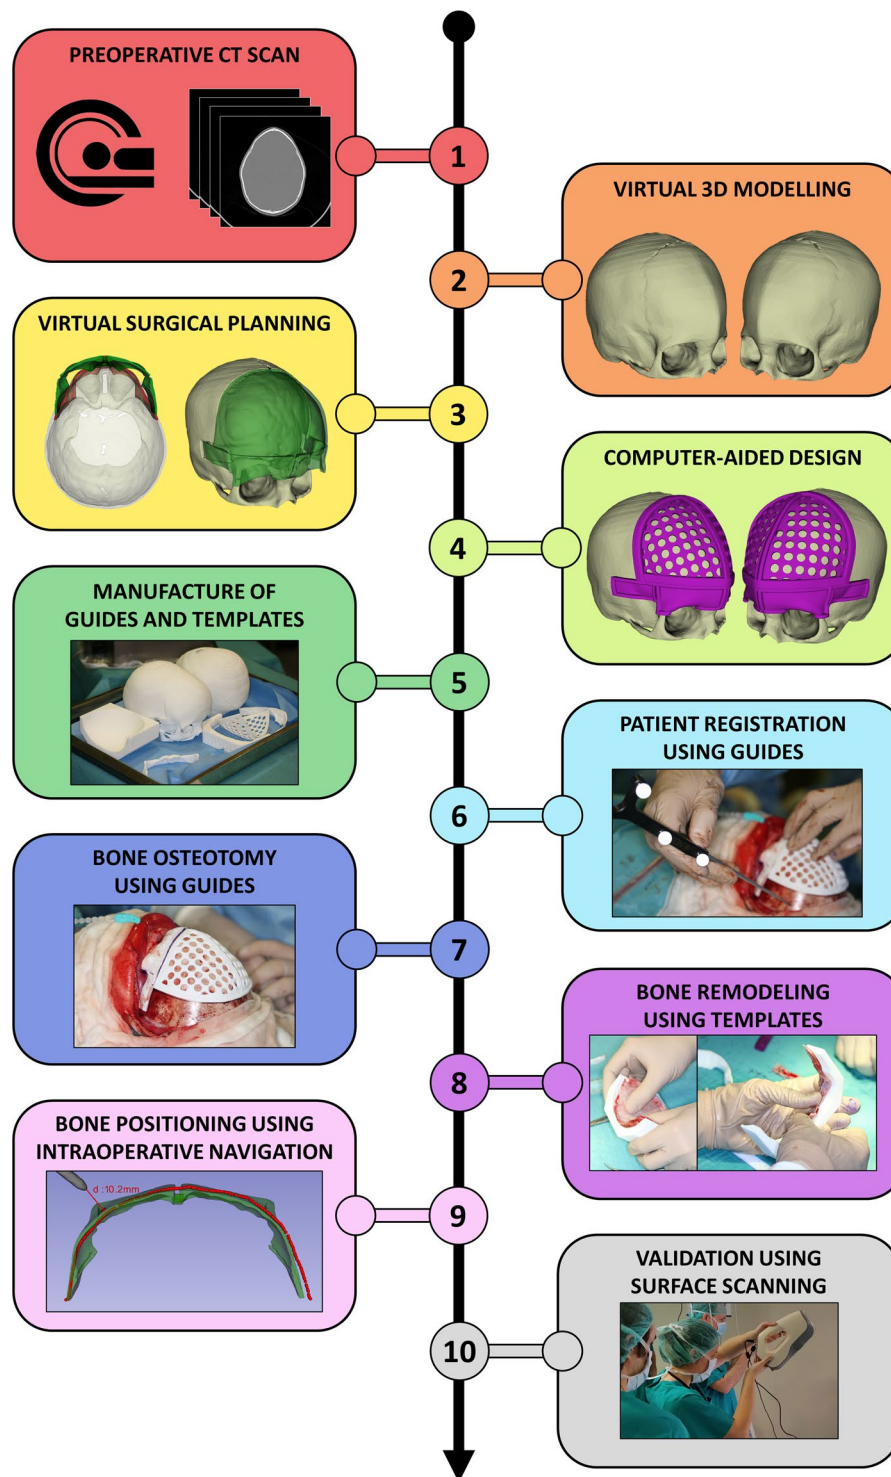 PREOPERATIVE CT SCAN
1
VIRTUAL 3D MODELLING
2
VIRTUAL SURGICAL PLANNING
3
COMPUTER-AIDED DESIGN
4
MANUFACTURE OF
GUIDES AND TEMPLATES
5
PATIENT REGISTRATION
USING GUIDES
6
BONE OSTEOTOMY
USING GUIDES
7
BONE REMODELING
USING TEMPLATES
8
BONE POSITIONING USING
INTRAOPERATIVE NAVIGATION
d :10.2mm
9
VALIDATION USING
SURFACE SCANNING
10